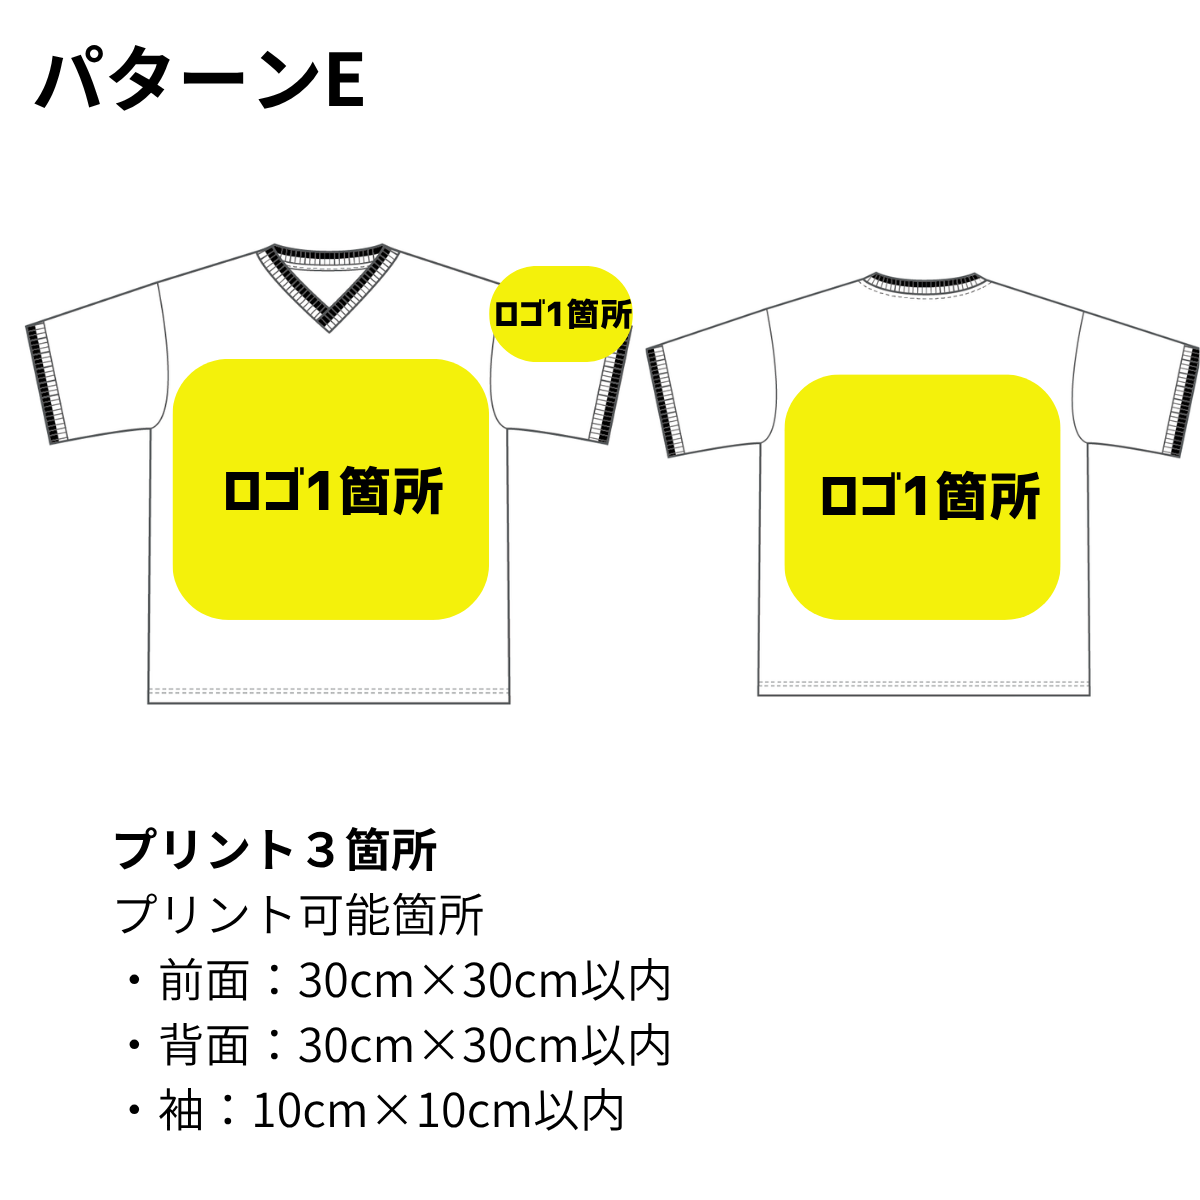 パターンE
ロゴ1箇所
ロゴ1箇所
ロゴ1箇所
プリント３箇所
プリント可能箇所
・前面：30cm×30cm以内
・背面：30cm×30cm以内
・袖：10cm×10cm以内